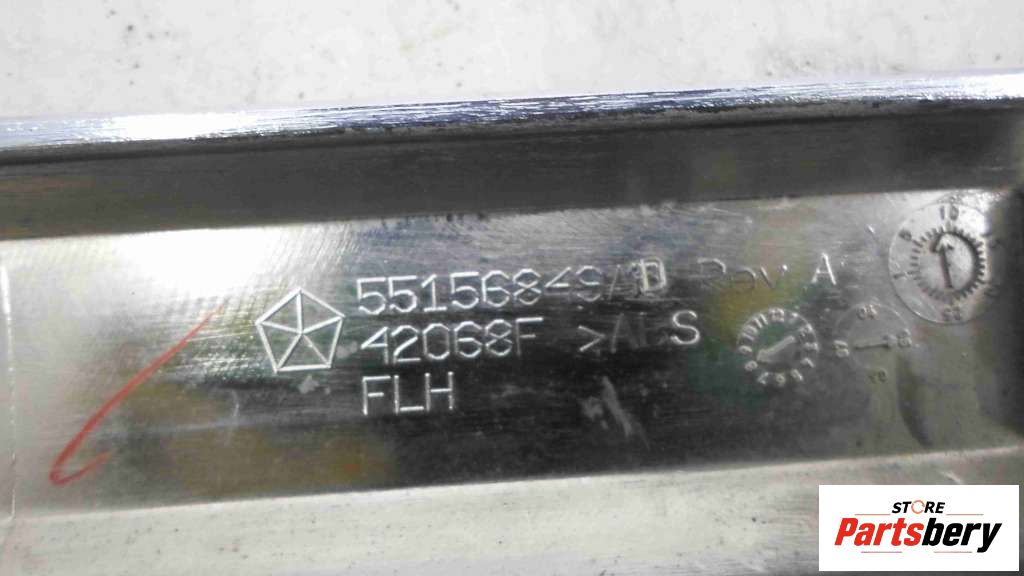 55156849AD Rev A
42068F >ABS
FLH
STORE
Partsbery